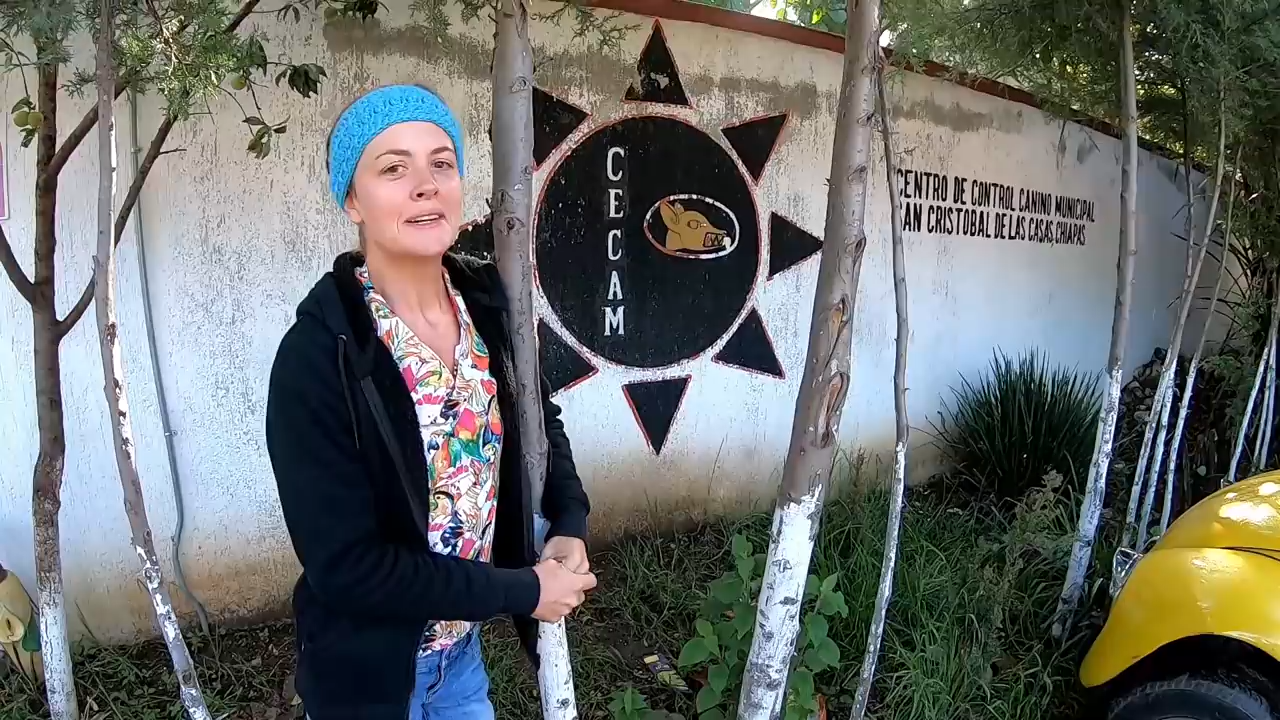 CECAM
CENTRO DE CONTROL CANINO MUNICIPAL
SAN CRISTOBAL DE LAS CASAS, CHIAPAS